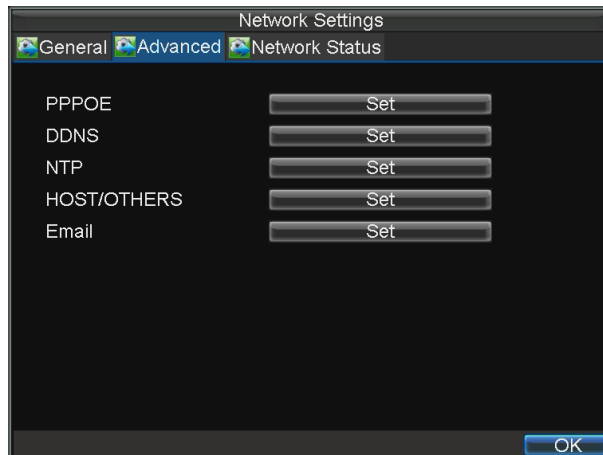 Network Settings
General Advanced Network Status
PPPOE Set
DDNS Set
NTP Set
HOST/OTHERS Set
Email Set
OK